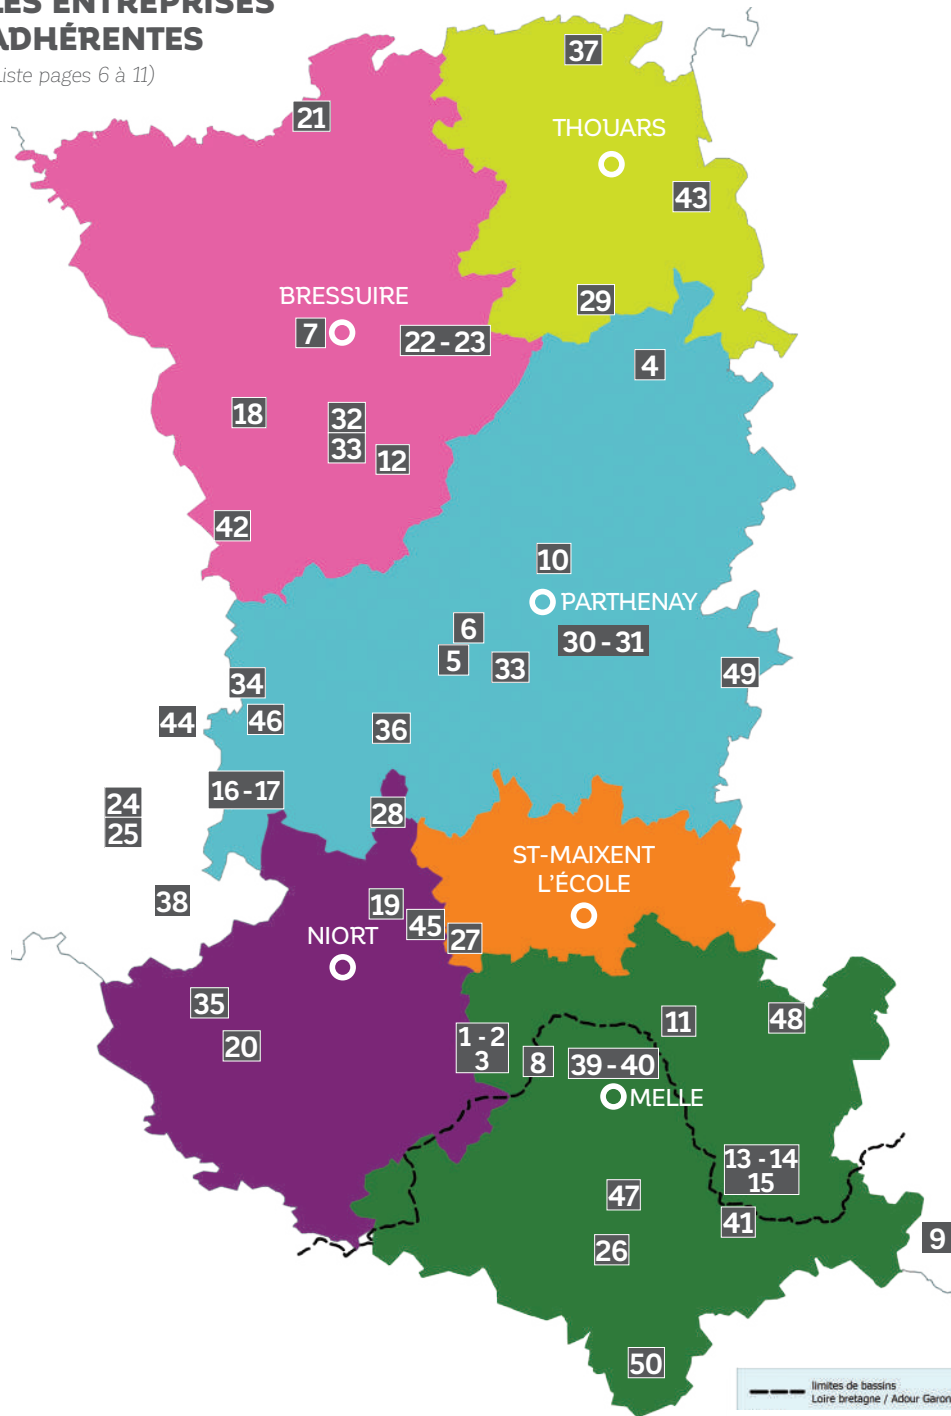 LES ENTREPRISES
ADHÉRENTES
liste pages 6 à 11)
37
21
THOUARS
43
BRESSUIRE
29
7
22 - 23
4
18
32
33
12
42
10
PARTHENAY
6
30 - 31
5
33
49
34
44
46
36
16 - 17
24
25
28
ST-MAIXENT
L'ÉCOLE
38
19
45
27
NIORT
35
20
1 - 2
3
8
39 - 40
11
48
MELLE
13 - 14
15
47
41
26
9
50
limites de bassins
Loire bretagne / Adour Garon